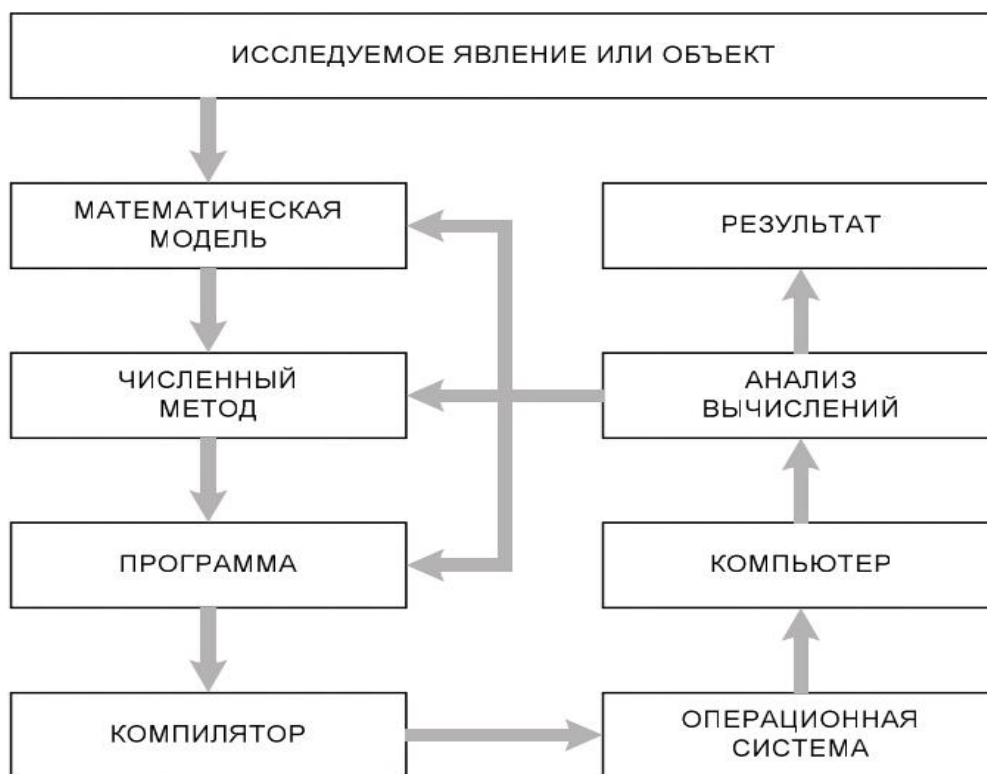 ИССЛЕДУЕМОЕ ЯВЛЕНИЕ ИЛИ ОБЪЕКТ
МАТЕМАТИЧЕСКАЯ
МОДЕЛЬ
ЧИСЛЕННЫЙ
МЕТОД
ПРОГРАММА
КОМПИЛЯТОР
ОПЕРАЦИОННАЯ
СИСТЕМА
КОМПЬЮТЕР
АНАЛИЗ
ВЫЧИСЛЕНИЙ
РЕЗУЛЬТАТ